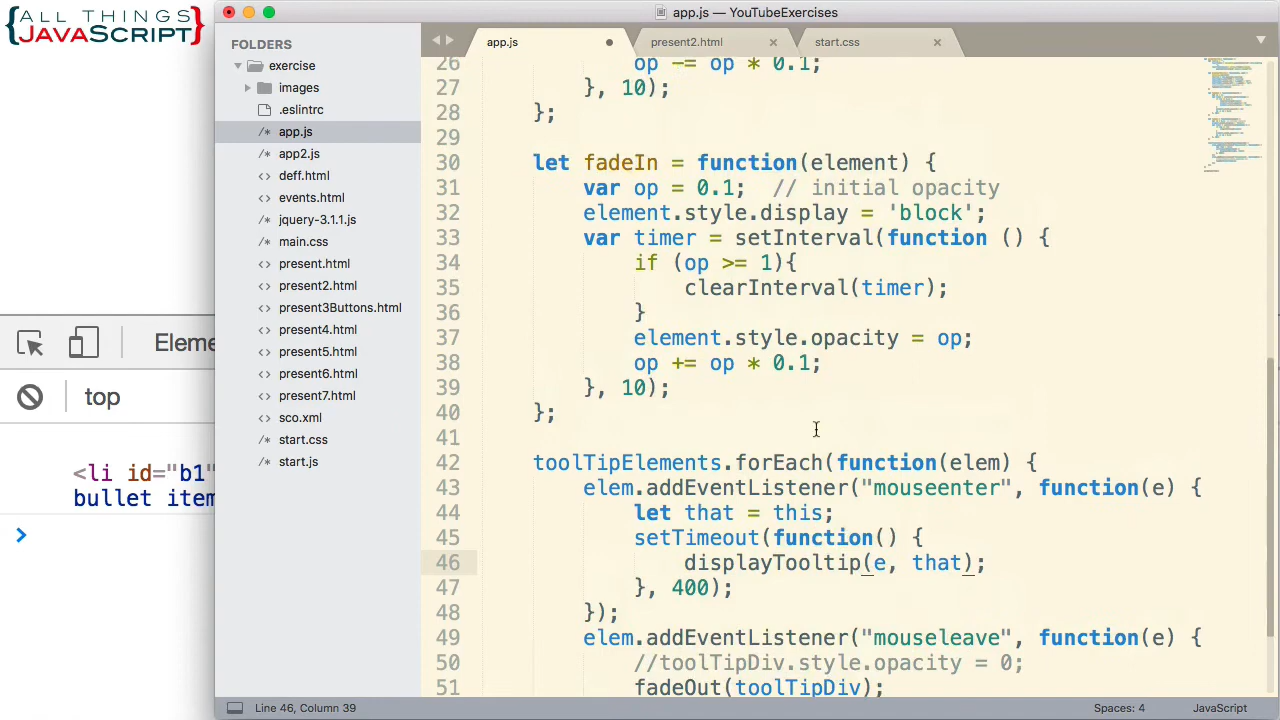 {ALL THINGS
JAVASCRIPT}
app.js — YouTubeExercises
FOLDERS
exercise
images
.eslintrc
app.js
app2.js
deff.html
events.html
jquery-3.1.1.js
main.css
present.html
present2.html
present3Buttons.html
present4.html
present5.html
present6.html
present7.html
sco.xml
start.css
start.js
app.js
present2.html
start.css
26 op -= op * 0.1;
27 }, 10);
28 };
29
30 let fadeIn = function(element) {
31 var op = 0.1;  // initial opacity
32 element.style.display = 'block';
33 var timer = setInterval(function () {
34 if (op >= 1){
35 clearInterval(timer);
36 }
37 element.style.opacity = op;
38 op += op * 0.1;
39 }, 10);
40 };
41
42 toolTipElements.forEach(function(elem) {
43 elem.addEventListener("mouseenter", function(e) {
44 let that = this;
45 setTimeout(function() {
46 displayTooltip(e, that);
47 }, 400);
48 });
49 elem.addEventListener("mouseleave", function(e) {
50 //toolTipDiv.style.opacity = 0;
51 fadeOut(toolTipDiv);
Eleme
top
<li id="b1"
bullet item
Line 46, Column 39
Spaces: 4
JavaScript